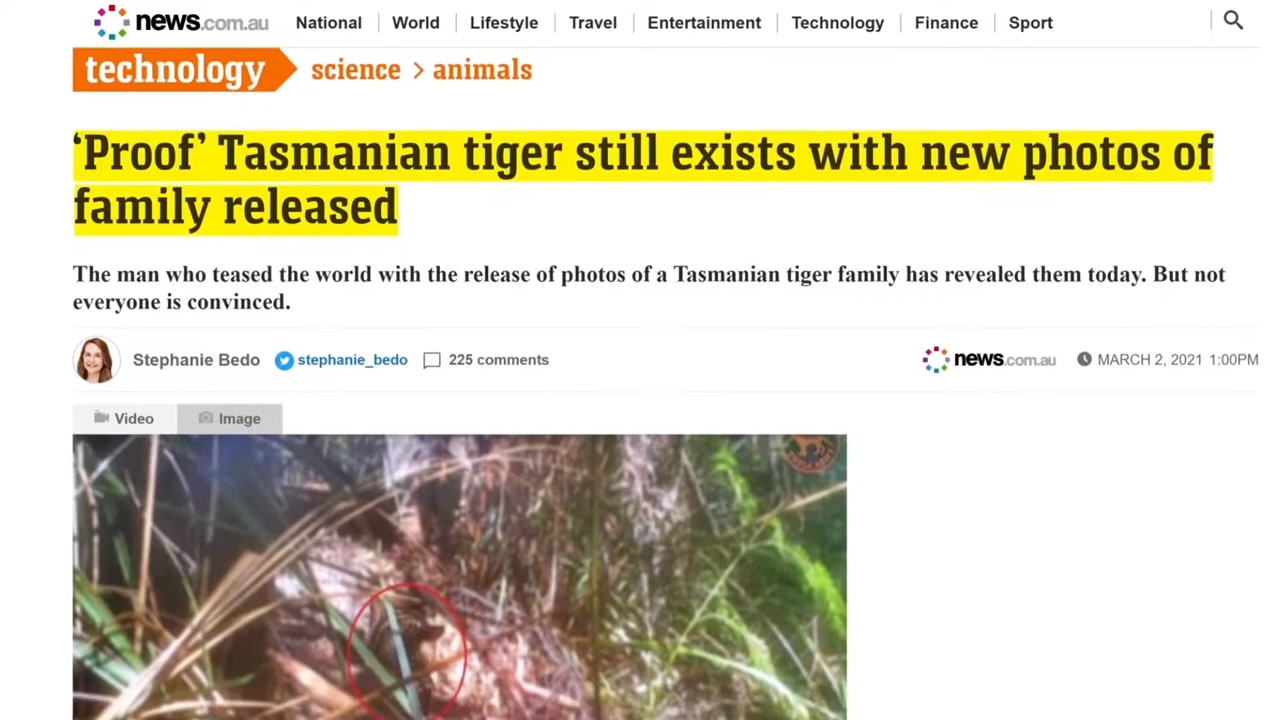 news.com.au National World Lifestyle Travel Entertainment Technology Finance Sport
technology science > animals
‘Proof’ Tasmanian tiger still exists with new photos of
family released
The man who teased the world with the release of photos of a Tasmanian tiger family has revealed them today. But not
everyone is convinced.
Stephanie Bedo stephanie_bedo 225 comments news.com.au MARCH 2, 2021 1:00PM
Video Image